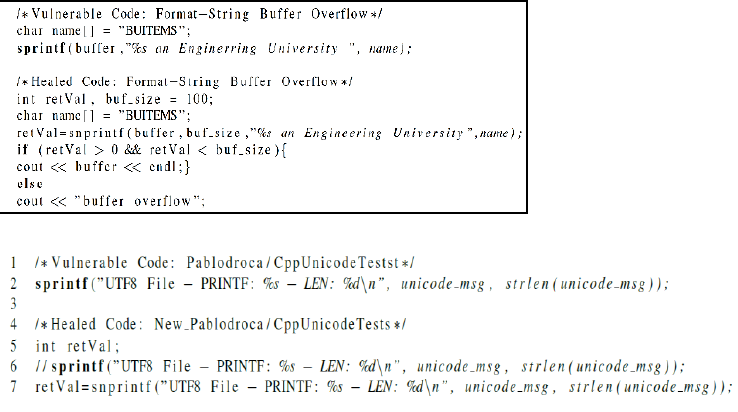 /*Vulnerable Code: Format-String Buffer Overflow*/
char name[] = "BUITEMS";
sprintf(buffer,"%s an Enginerring University ", name);
/*Healed Code: Format-String Buffer Overflow*/
int retVal, buf_size = 100;
char name[] = "BUITEMS";
retVal=snprintf(buffer,buf_size,"%s an Engineering University",name);
if (retVal > 0 && retVal < buf_size){
cout << buffer << endl;}
else
cout << "buffer overflow";
1 /*Vulnerable Code: Pablodroca/CppUnicodeTestst*/
2 sprintf("UTF8 File - PRINTF: %s - LEN: %d\n", unicode_msg, strlen(unicode_msg));
3
4 /*Healed Code: New_Pablodroca/CppUnicodeTests*/
5 int retVal;
6 //sprintf("UTF8 File - PRINTF: %s - LEN: %d\n", unicode_msg, strlen(unicode_msg));
7 retVal=snprintf("UTF8 File - PRINTF: %s - LEN: %d\n", unicode_msg, strlen(unicode_msg));